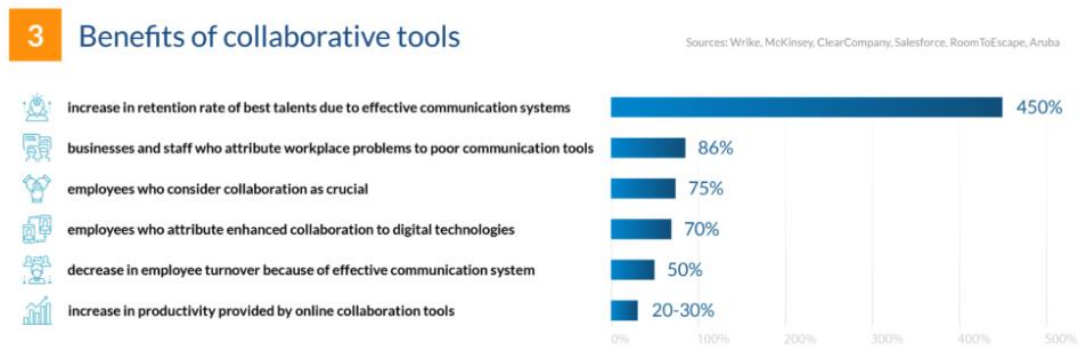 3 Benefits of collaborative tools
Sources: Wrike, McKinsey, ClearCompany, Salesforce, RoomToEscape, Aruba
increase in retention rate of best talents due to effective communication systems 450%
businesses and staff who attribute workplace problems to poor communication tools 86%
employees who consider collaboration as crucial 75%
employees who attribute enhanced collaboration to digital technologies 70%
decrease in employee turnover because of effective communication system 50%
increase in productivity provided by online collaboration tools 20-30%
0% 100% 200% 300% 400% 500%